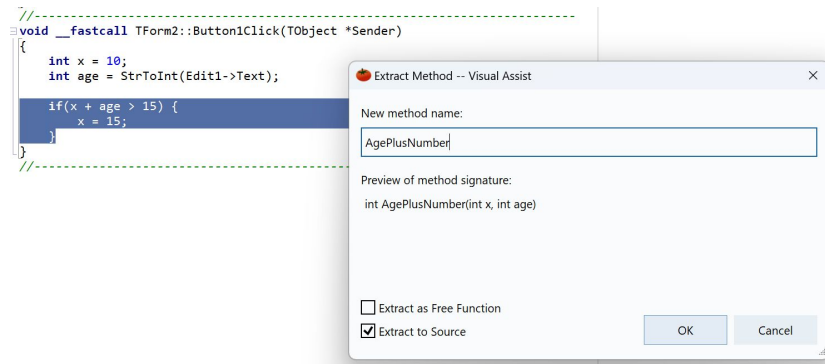 //------------------------------------------------------------------------
void __fastcall TForm2::Button1Click(TObject *Sender)
{
    int x = 10;
    int age = StrToInt(Edit1->Text);
    if(x + age > 15) {
        x = 15;
    }
}
//----------------------------------------
Extract Method -- Visual Assist
New method name:
AgePlusNumber
Preview of method signature:
int AgePlusNumber(int x, int age)
Extract as Free Function
Extract to Source
OK
Cancel